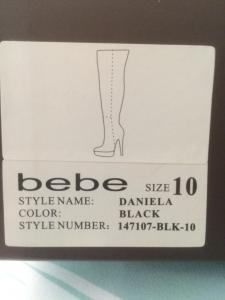 bebe SIZE 10
STYLE NAME: DANIELA
COLOR: BLACK
STYLE NUMBER: 147107-BLK-10